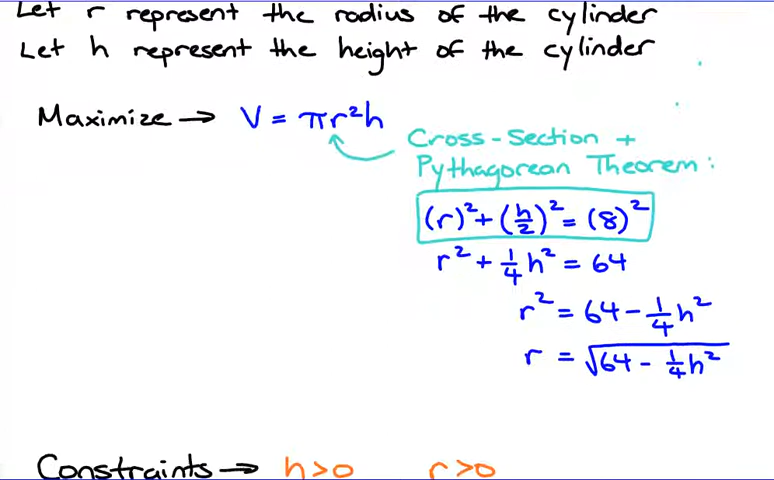 Let r represent the radius of the cylinder
Let h represent the height of the cylinder
Maximize → V = πr²h
Cross-Section +
Pythagorean Theorem:
(r)² + (h/2)² = (8)²
r² + 1/4 h² = 64
r² = 64 - 1/4 h²
r = √(64 - 1/4 h²)
Constraints → h>0 r>0